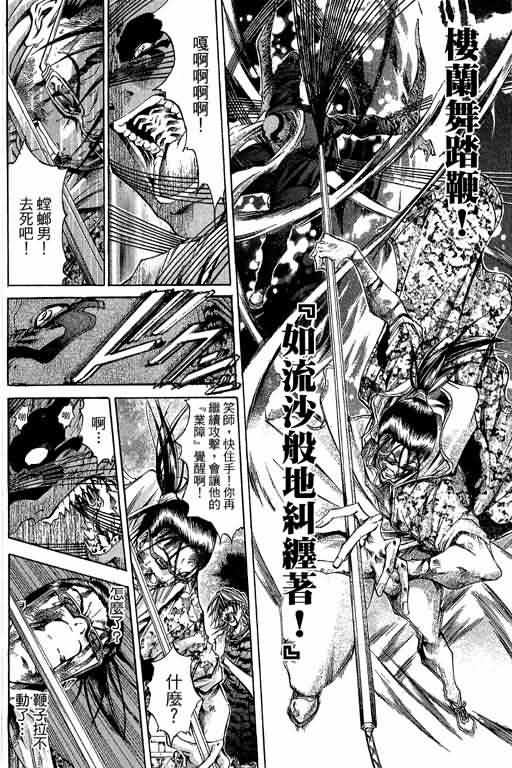 樓蘭舞踏鞭！
『如流沙般地糾纏著！』
嘎啊啊啊啊！
螳螂男！
去死吧！
笑師，快住手！你再
繼續攻擊，會讓他的
『業障』覺醒啊！
什麼？
啊…
怎麼了？
鞭子拉不
動了…